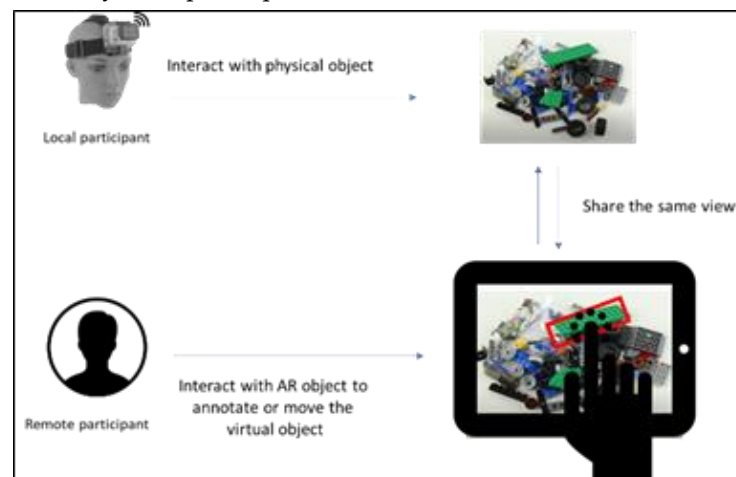 Interact with physical object
Local participant
Share the same view
Interact with AR object to
annotate or move the
virtual object
Remote participant